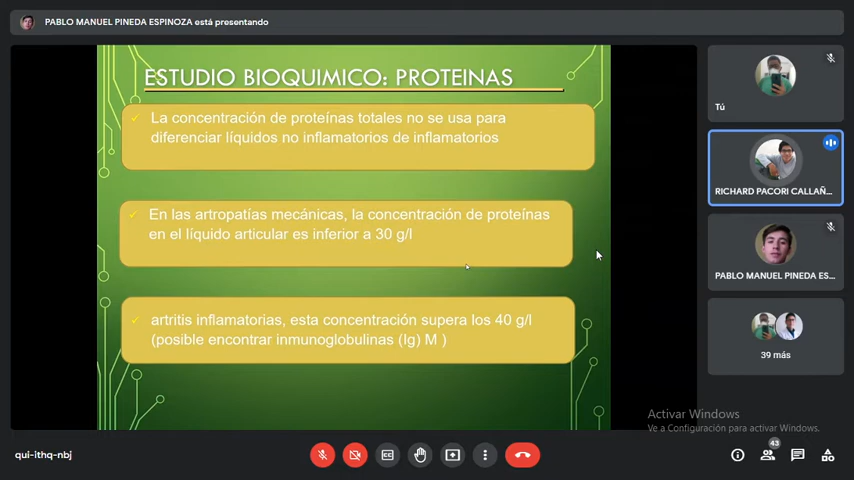 PABLO MANUEL PINEDA ESPINOZA está presentando
ESTUDIO BIOQUIMICO: PROTEINAS
La concentración de proteínas totales no se usa para
diferenciar líquidos no inflamatorios de inflamatorios
En las artropatías mecánicas, la concentración de proteínas
en el líquido articular es inferior a 30 g/l
artritis inflamatorias, esta concentración supera los 40 g/l
(posible encontrar inmunoglobulinas (Ig) M )
Tú
RICHARD PACORI CALLAÑ...
PABLO MANUEL PINEDA ES...
39 más
Activar Windows
Ve a Configuración para activar Windows.
qui-ithq-nbj
CC
43